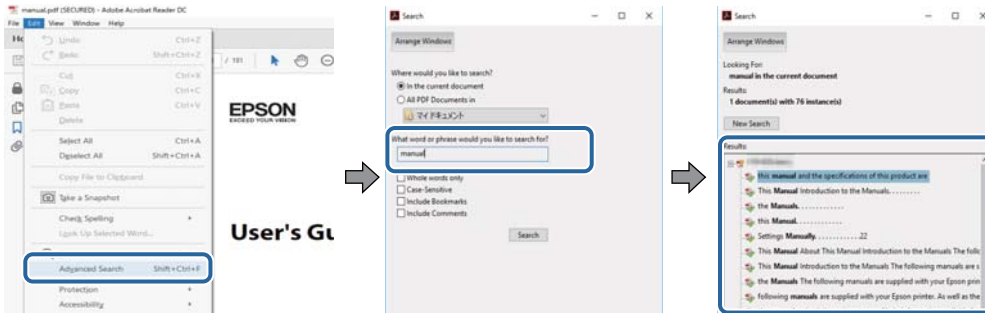 manual.pdf (SECURED) - Adobe Acrobat Reader DC
File Edit View Window Help
Undo Ctrl+Z
Redo Shift+Ctrl+Z
Cut Ctrl+X
Copy Ctrl+C
Paste Ctrl+V
Delete
Select All Ctrl+A
Deselect All Shift+Ctrl+A
Copy File to Clipboard
Take a Snapshot
Check Spelling
Look Up Selected Word...
Advanced Search Shift+Ctrl+F
Protection
Accessibility
/ 181
EPSON
EXCEED YOUR VISION
User's Gu
Search
Arrange Windows
Where would you like to search?
In the current document
All PDF Documents in
マイ ドキュメント
What word or phrase would you like to search for?
manual
Whole words only
Case-Sensitive
Include Bookmarks
Include Comments
Search
Search
Arrange Windows
Looking For:
manual in the current document
Results:
1 document(s) with 76 instance(s)
New Search
Results:
this manual and the specifications of this product are
This Manual Introduction to the Manuals. . . . . . . . .
the Manuals. . . . . . . . . . . . .
this Manual. . . . . . . . . . . . .
Settings Manually. . . . . . . . . . . . .22
This Manual About This Manual Introduction to the Manuals The follo
This Manual Introduction to the Manuals The following manuals are s
the Manuals The following manuals are supplied with your Epson prin
following manuals are supplied with your Epson printer. As well as the